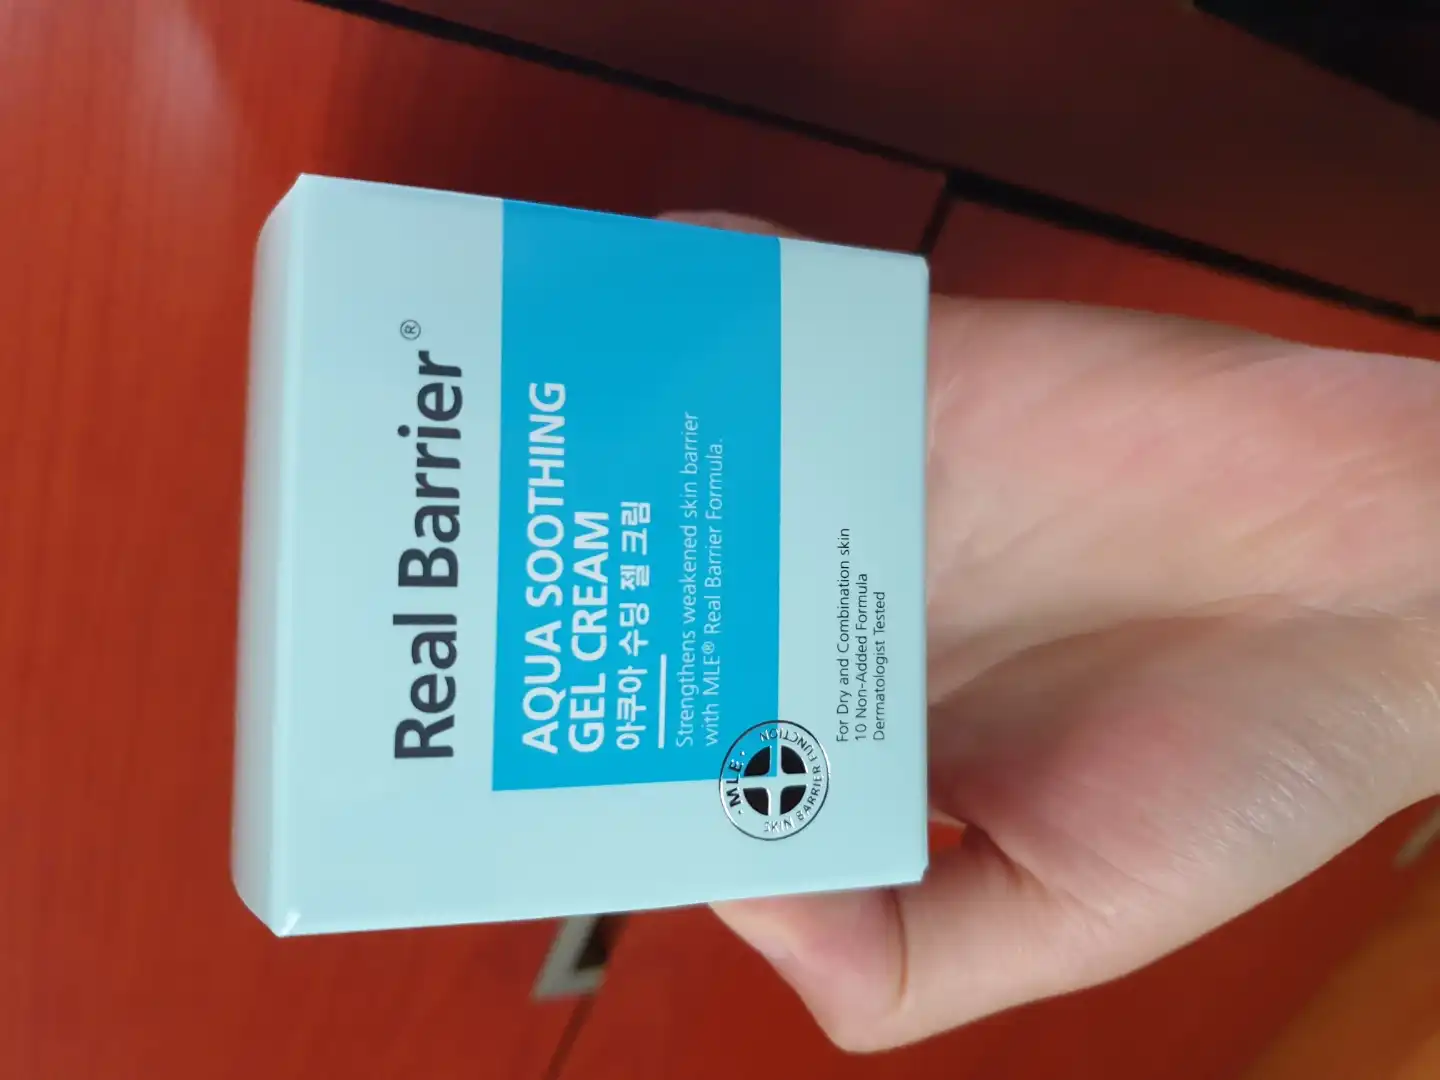 Real Barrier®
AQUA SOOTHING
GEL CREAM
아쿠아 수딩 젤 크림
Strengthens weakened skin barrier
with MLE® Real Barrier Formula.
· MLE ·
SKIN BARRIER FUNCTION
For Dry and Combination skin
10 Non-Added Formula
Dermatologist Tested